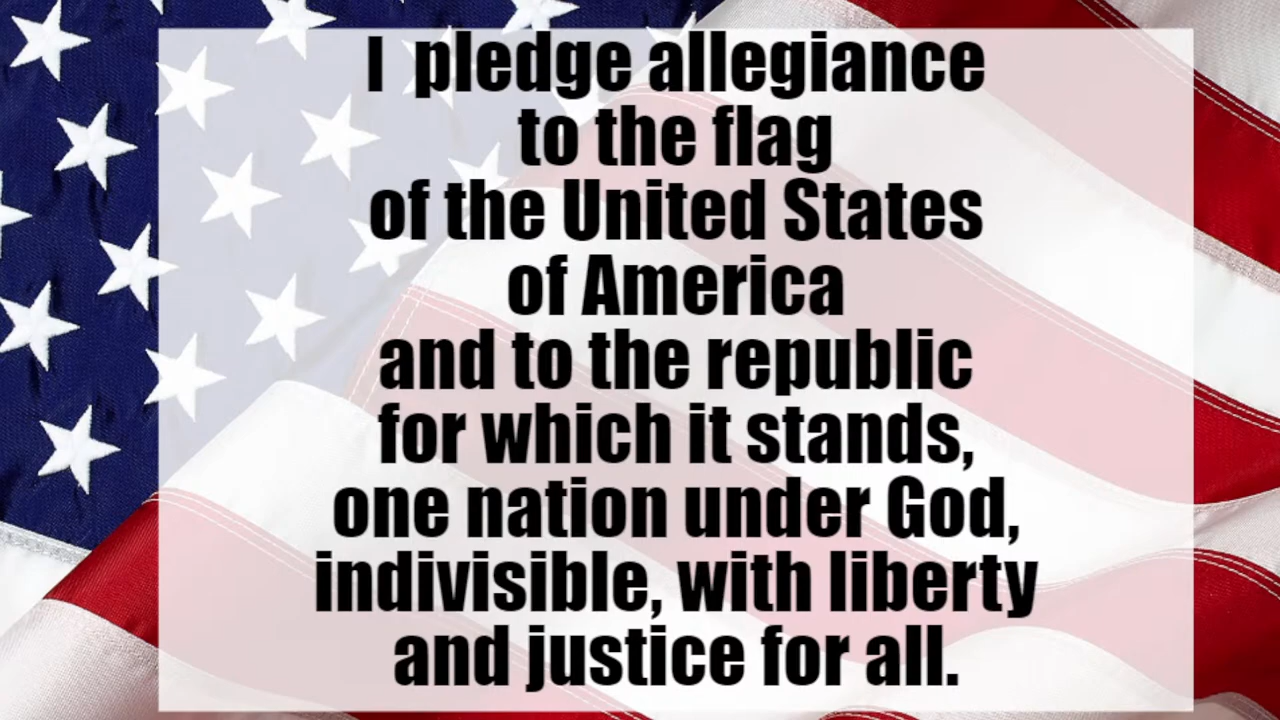 I pledge allegiance
to the flag
of the United States
of America
and to the republic
for which it stands,
one nation under God,
indivisible, with liberty
and justice for all.